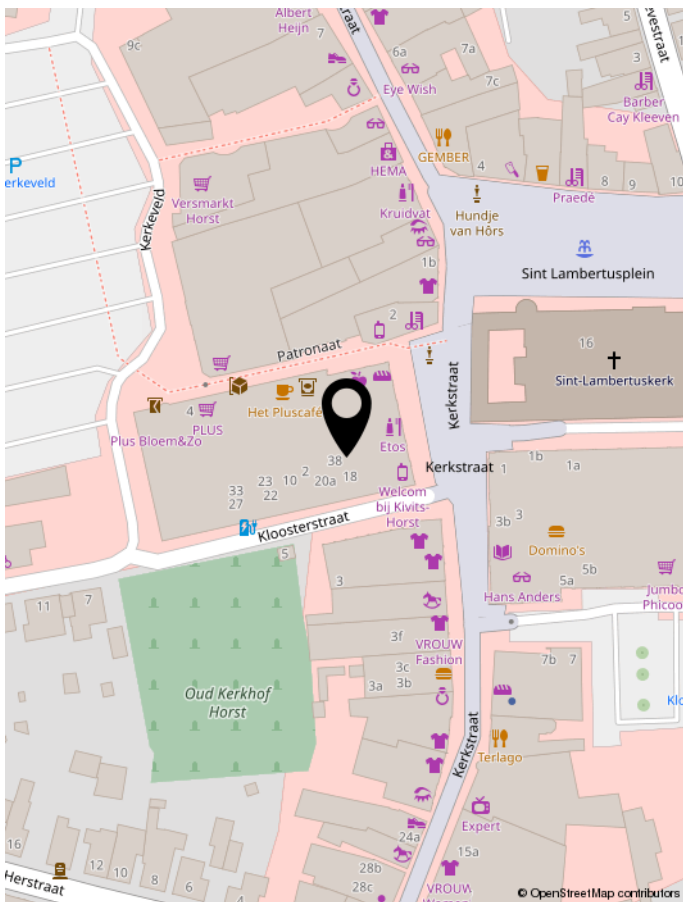 Albert
Heijn
7
straat
evestraat
5
9c
6a
7a
3
Eye Wish
7c
Barber
Cay Kleeven
GEMBER
P
erkeveld
HEMA
4
8
9
10
Versmarkt
Horst
Praedé
Kruidvat
Hundje
van Hôrs
Kerkeveld
1b
Sint Lambertusplein
2
16
Patronaat
Sint-Lambertuskerk
Kerkstraat
4
Het Pluscafé
PLUS
Plus Bloem&Zo
Etos
38
2
10
20a
18
23
22
33
27
Kerkstraat
1
1b
1a
Welcom
bij Kivits-
Horst
3
3b
Kloosterstraat
Domino's
5
5b
5a
3
Hans Anders
Jumbo
Phicoo
11
7
3f
VROUW
Fashion
7b
7
3c
3b
3a
Oud Kerkhof
Horst
Klo
Kerkstraat
Terlago
Expert
24a
15a
16
28b
28c
12
10
8
6
4
Herstraat
VROUW
© OpenStreetMap contributors